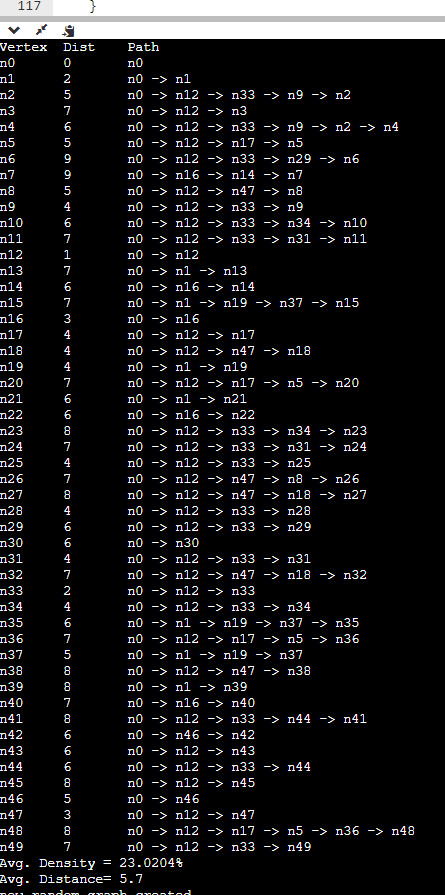 117 }
Vertex Dist Path
n0 0 n0
n1 2 n0 -> n1
n2 5 n0 -> n12 -> n33 -> n9 -> n2
n3 7 n0 -> n12 -> n3
n4 6 n0 -> n12 -> n33 -> n9 -> n2 -> n4
n5 5 n0 -> n12 -> n17 -> n5
n6 9 n0 -> n12 -> n33 -> n29 -> n6
n7 9 n0 -> n16 -> n14 -> n7
n8 5 n0 -> n12 -> n47 -> n8
n9 4 n0 -> n12 -> n33 -> n9
n10 6 n0 -> n12 -> n33 -> n34 -> n10
n11 7 n0 -> n12 -> n33 -> n31 -> n11
n12 1 n0 -> n12
n13 7 n0 -> n1 -> n13
n14 6 n0 -> n16 -> n14
n15 7 n0 -> n1 -> n19 -> n37 -> n15
n16 3 n0 -> n16
n17 4 n0 -> n12 -> n17
n18 4 n0 -> n12 -> n47 -> n18
n19 4 n0 -> n1 -> n19
n20 7 n0 -> n12 -> n17 -> n5 -> n20
n21 6 n0 -> n1 -> n21
n22 6 n0 -> n16 -> n22
n23 8 n0 -> n12 -> n33 -> n34 -> n23
n24 7 n0 -> n12 -> n33 -> n31 -> n24
n25 4 n0 -> n12 -> n33 -> n25
n26 7 n0 -> n12 -> n47 -> n8 -> n26
n27 8 n0 -> n12 -> n47 -> n18 -> n27
n28 4 n0 -> n12 -> n33 -> n28
n29 6 n0 -> n12 -> n33 -> n29
n30 6 n0 -> n30
n31 4 n0 -> n12 -> n33 -> n31
n32 7 n0 -> n12 -> n47 -> n18 -> n32
n33 2 n0 -> n12 -> n33
n34 4 n0 -> n12 -> n33 -> n34
n35 6 n0 -> n1 -> n19 -> n37 -> n35
n36 7 n0 -> n12 -> n17 -> n5 -> n36
n37 5 n0 -> n1 -> n19 -> n37
n38 8 n0 -> n12 -> n47 -> n38
n39 8 n0 -> n1 -> n39
n40 7 n0 -> n16 -> n40
n41 8 n0 -> n12 -> n33 -> n44 -> n41
n42 6 n0 -> n46 -> n42
n43 6 n0 -> n12 -> n43
n44 6 n0 -> n12 -> n33 -> n44
n45 8 n0 -> n12 -> n45
n46 5 n0 -> n46
n47 3 n0 -> n12 -> n47
n48 8 n0 -> n12 -> n17 -> n5 -> n36 -> n48
n49 7 n0 -> n12 -> n33 -> n49
Avg. Density = 23.0204%
Avg. Distance= 5.7
new random graph created